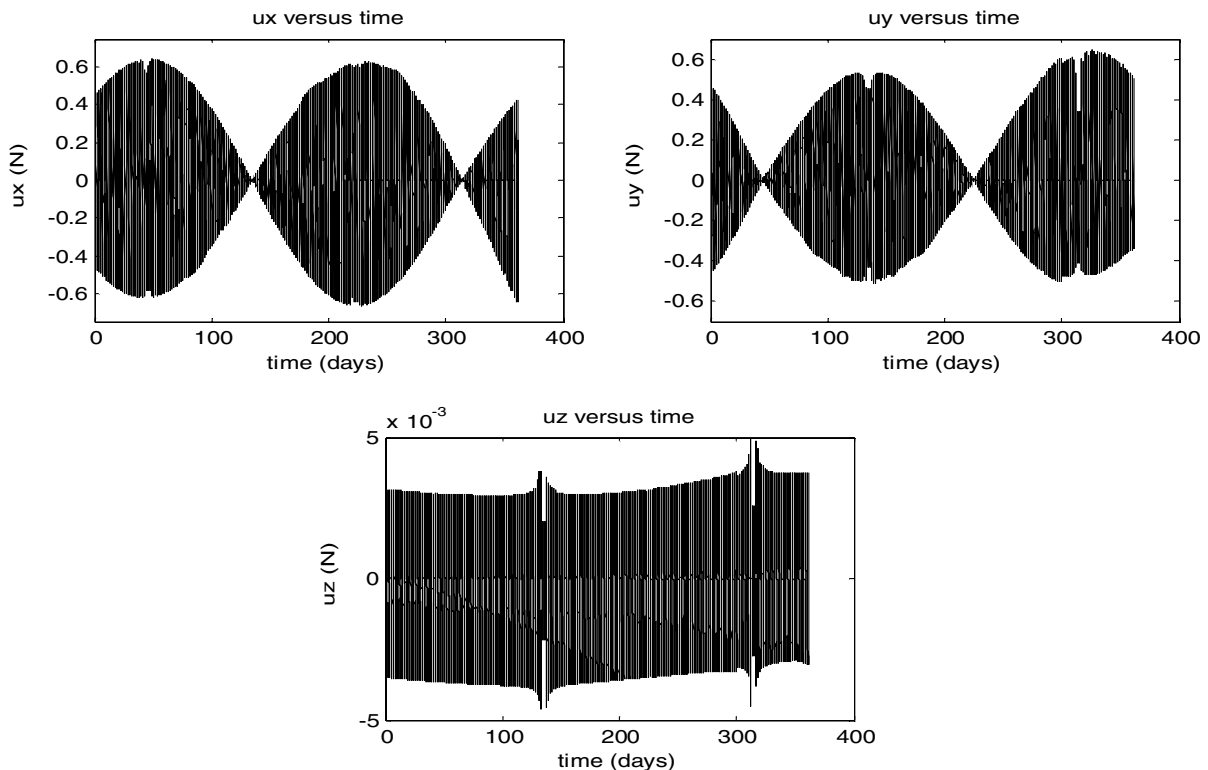 ux versus time
0.6
0.4
0.2
0
-0.2
-0.4
-0.6
ux (N)
0 100 200 300 400
time (days)
uy versus time
0.6
0.4
0.2
0
-0.2
-0.4
-0.6
uy (N)
0 100 200 300 400
time (days)
x 10⁻³
uz versus time
5
0
-5
uz (N)
0 100 200 300 400
time (days)